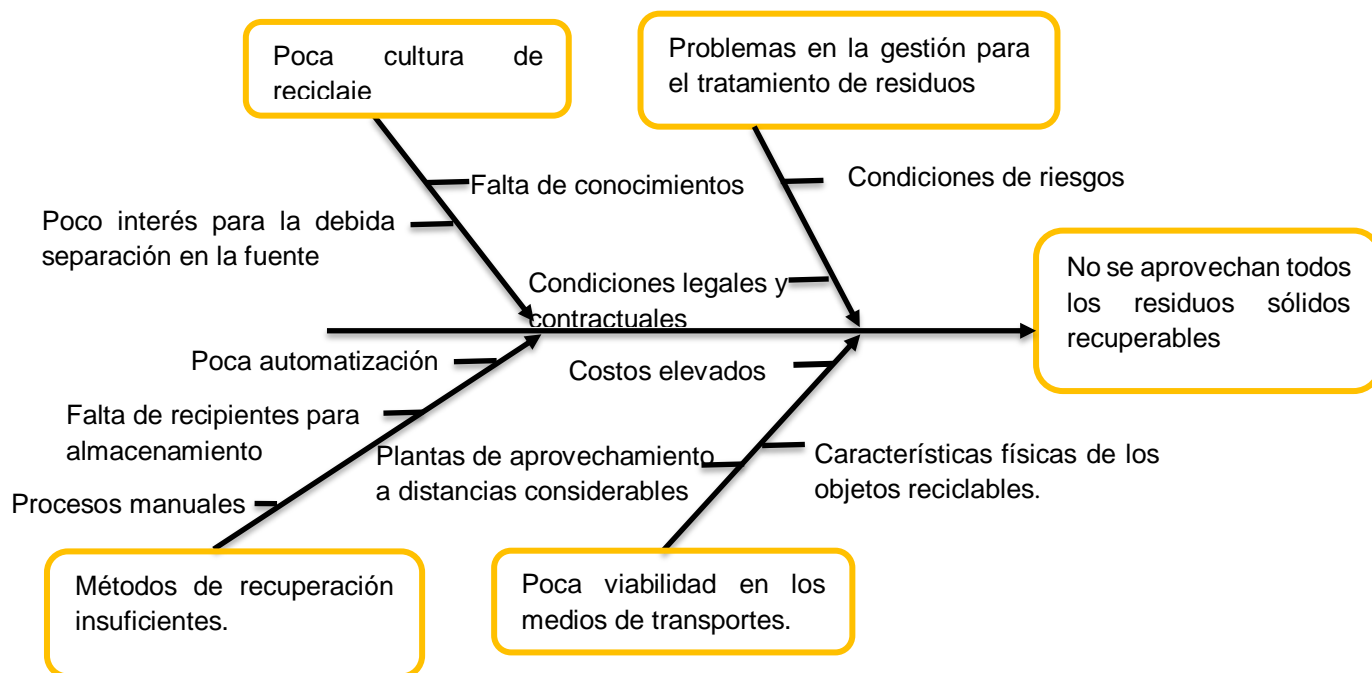 Poca cultura de
reciclaje
Problemas en la gestión para
el tratamiento de residuos
Falta de conocimientos
Condiciones de riesgos
Poco interés para la debida
separación en la fuente
Condiciones legales y
contractuales
No se aprovechan todos
los residuos sólidos
recuperables
Poca automatización
Costos elevados
Falta de recipientes para
almacenamiento
Plantas de aprovechamiento
a distancias considerables
Características físicas de los
objetos reciclables.
Procesos manuales
Métodos de recuperación
insuficientes.
Poca viabilidad en los
medios de transportes.